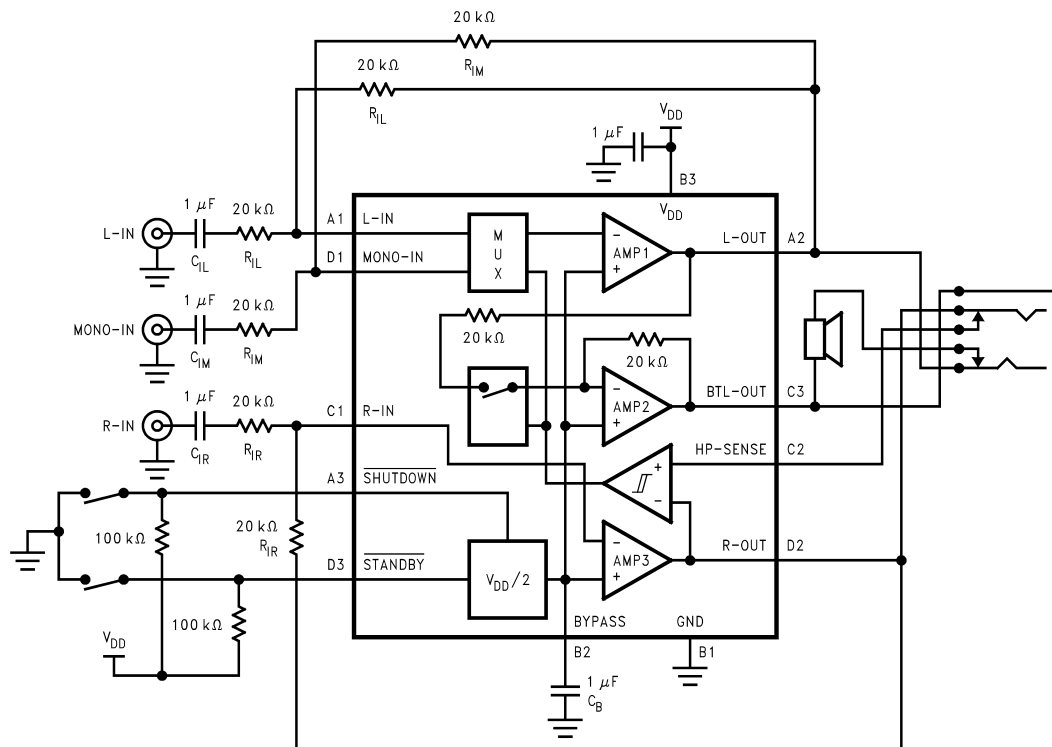 20 kΩ
R_IM
20 kΩ
R_IL
V_DD
1 μF
B3
V_DD
1 μF
20 kΩ
A1
L-IN
L-IN
C_IL
R_IL
D1
MONO-IN
MUX
-
AMP1
+
L-OUT
A2
1 μF
20 kΩ
MONO-IN
C_IM
R_IM
20 kΩ
20 kΩ
-
AMP2
+
BTL-OUT
C3
1 μF
20 kΩ
C1
R-IN
R-IN
C_IR
R_IR
HP-SENSE
C2
+
-
A3
SHUTDOWN
100 kΩ
20 kΩ
R_IR
R-OUT
D2
-
AMP3
+
D3
STANDBY
V_DD/2
100 kΩ
BYPASS
GND
V_DD
B2
B1
1 μF
C_B